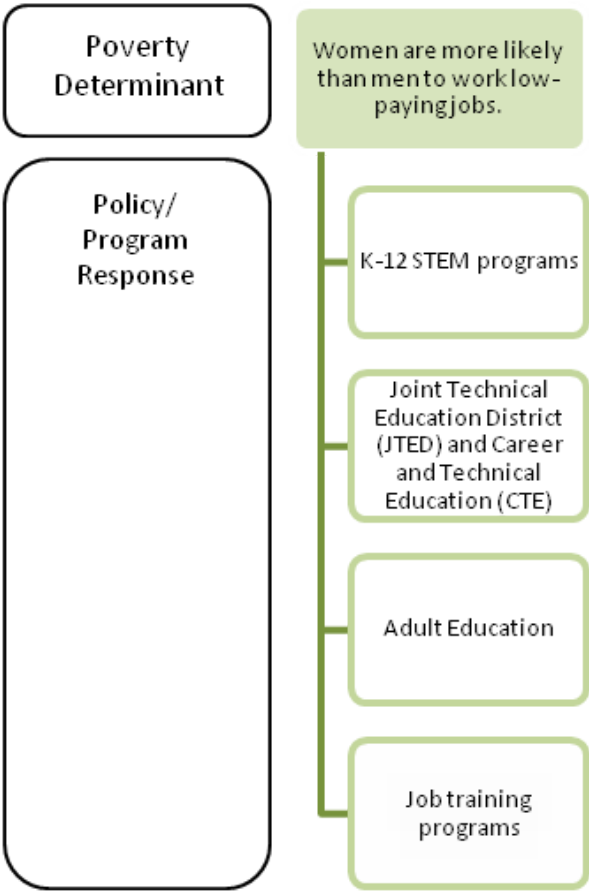 Poverty
Determinant
Women are more likely
than men to work low-
paying jobs.
Policy/
Program
Response
K-12 STEM programs
Joint Technical
Education District
(JTED) and Career
and Technical
Education (CTE)
Adult Education
Job training
programs